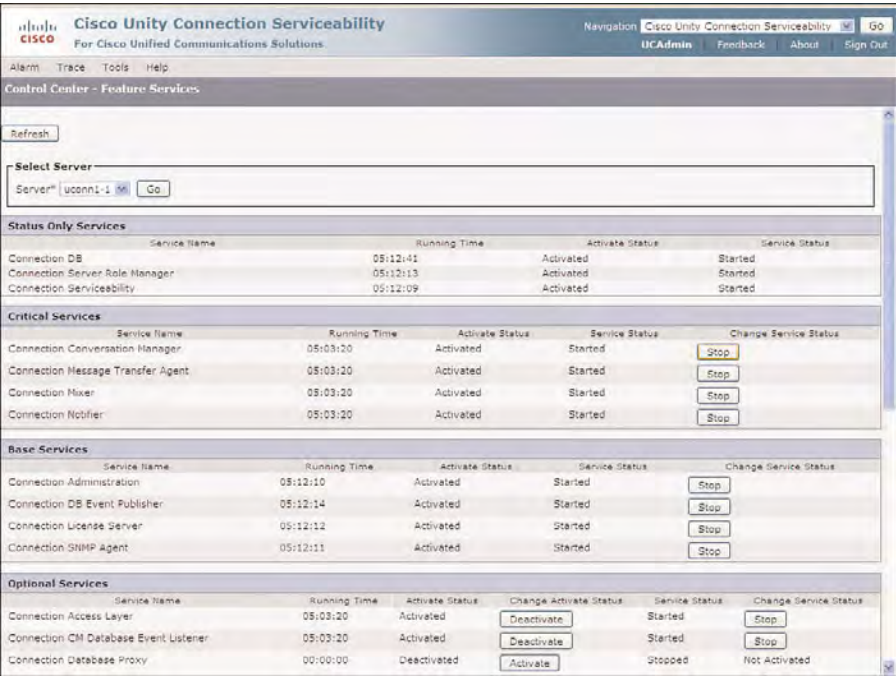 Cisco Unity Connection Serviceability
For Cisco Unified Communications Solutions
CISCO
Navigation Cisco Unity Connection Serviceability Go
UCAdmin Feedback About Sign Out
Alarm Trace Tools Help
Control Center - Feature Services
Refresh
Select Server
Server* uconn1-1 Go
Status Only Services
Service Name Running Time Activate Status Service Status
Connection DB 05:12:41 Activated Started
Connection Server Role Manager 05:12:13 Activated Started
Connection Serviceability 05:12:09 Activated Started
Critical Services
Service Name Running Time Activate Status Service Status Change Service Status
Connection Conversation Manager 05:03:20 Activated Started Stop
Connection Message Transfer Agent 05:03:20 Activated Started Stop
Connection Mixer 05:03:20 Activated Started Stop
Connection Notifier 05:03:20 Activated Started Stop
Base Services
Service Name Running Time Activate Status Service Status Change Service Status
Connection Administration 05:12:10 Activated Started Stop
Connection DB Event Publisher 05:12:14 Activated Started Stop
Connection License Server 05:12:12 Activated Started Stop
Connection SNMP Agent 05:12:11 Activated Started Stop
Optional Services
Service Name Running Time Activate Status Change Activate Status Service Status Change Service Status
Connection Access Layer 05:03:20 Activated Deactivate Started Stop
Connection CM Database Event Listener 05:03:20 Activated Deactivate Started Stop
Connection Database Proxy 00:00:00 Deactivated Activate Stopped Not Activated